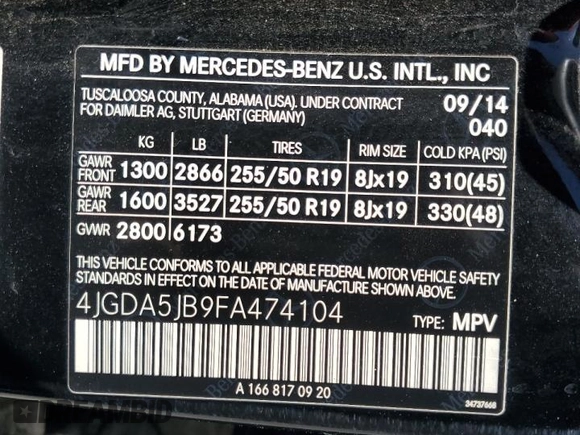 MFD BY MERCEDES-BENZ U.S. INTL., INC
TUSCALOOSA COUNTY, ALABAMA (USA). UNDER CONTRACT
FOR DAIMLER AG, STUTTGART (GERMANY)
09/14
040
KG LB TIRES RIM SIZE COLD KPA (PSI)
GAWR FRONT 1300 2866 255/50 R19 8Jx19 310(45)
GAWR REAR 1600 3527 255/50 R19 8Jx19 330(48)
GVWR 2800 6173
THIS VEHICLE CONFORMS TO ALL APPLICABLE FEDERAL MOTOR VEHICLE SAFETY
STANDARDS IN EFFECT ON THE DATE OF MANUFACTURE SHOWN ABOVE.
4JGDA5JB9FA474104 TYPE: MPV
A 166 817 09 20
34737668